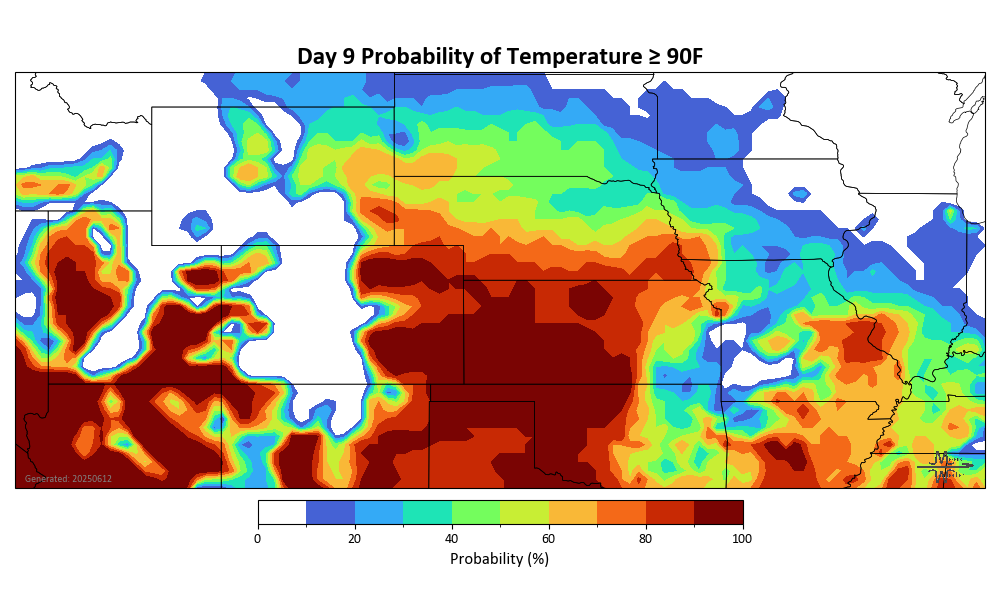 Day 9 Probability of Temperature ≥ 90F
Generated: 20250612
0 20 40 60 80 100
Probability (%)